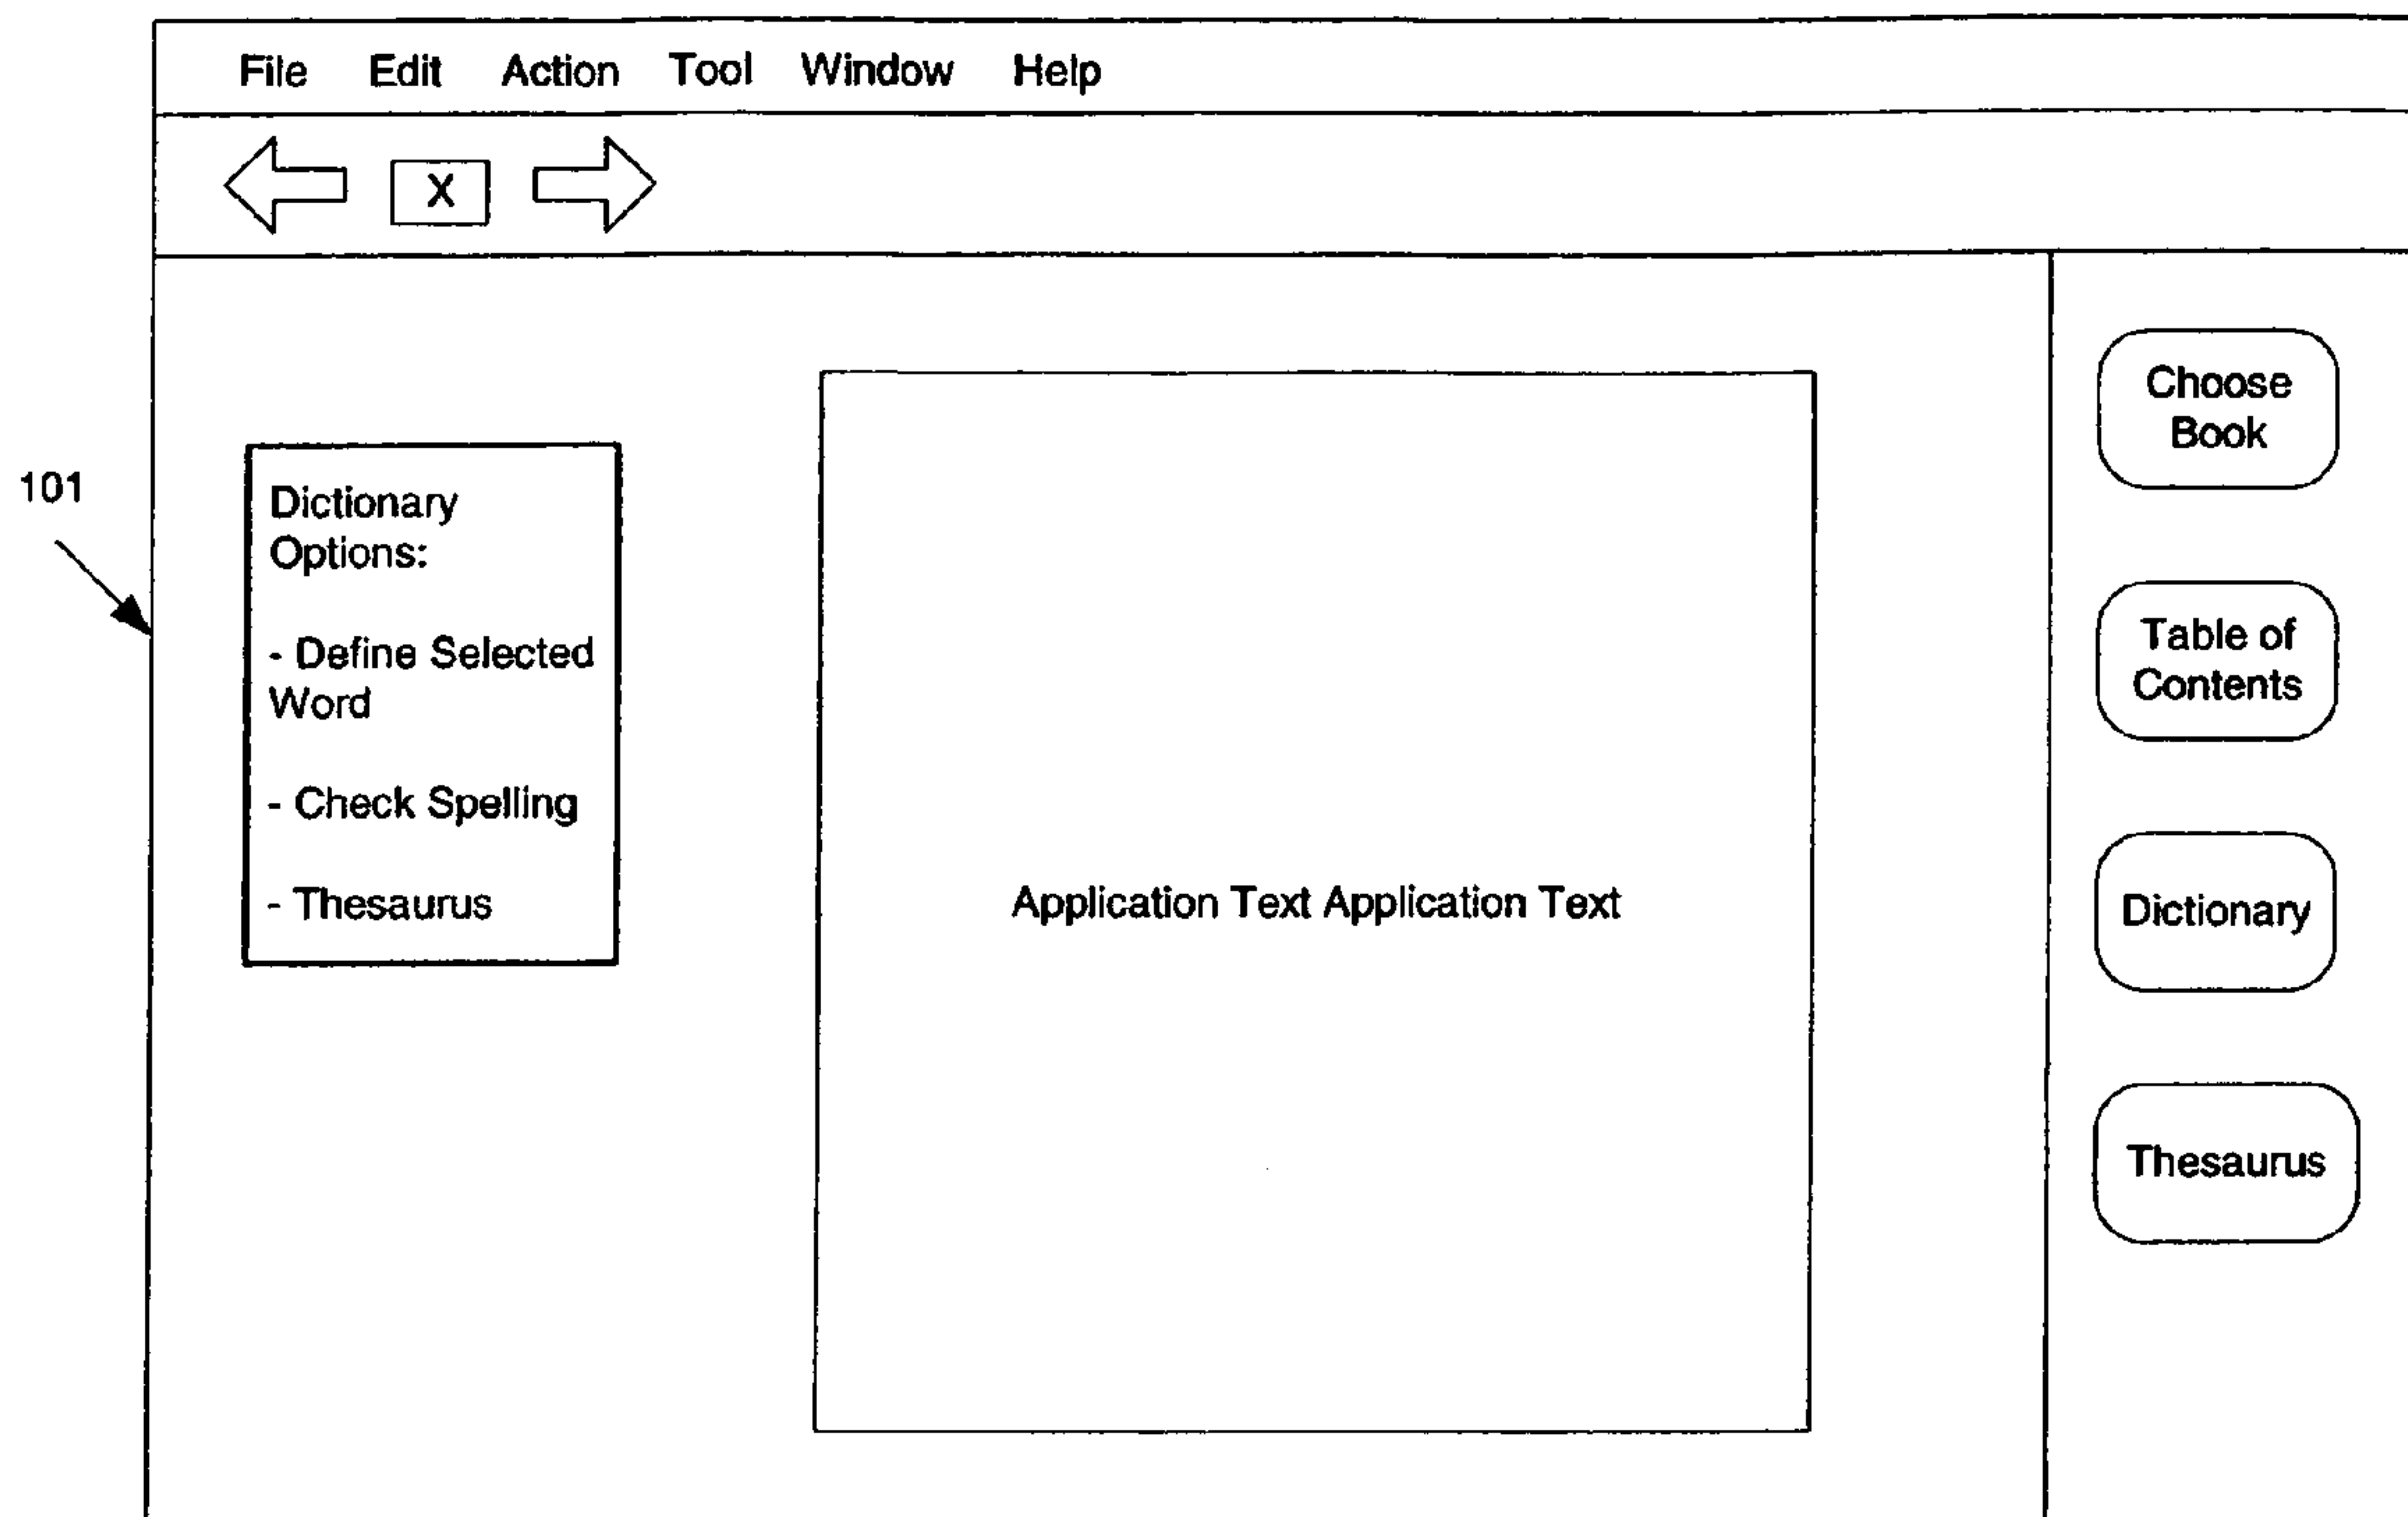 File Edit Action Tool Window Help
X
101
Dictionary
Options:
- Define Selected
Word
- Check Spelling
- Thesaurus
Application Text Application Text
Choose
Book
Table of
Contents
Dictionary
Thesaurus